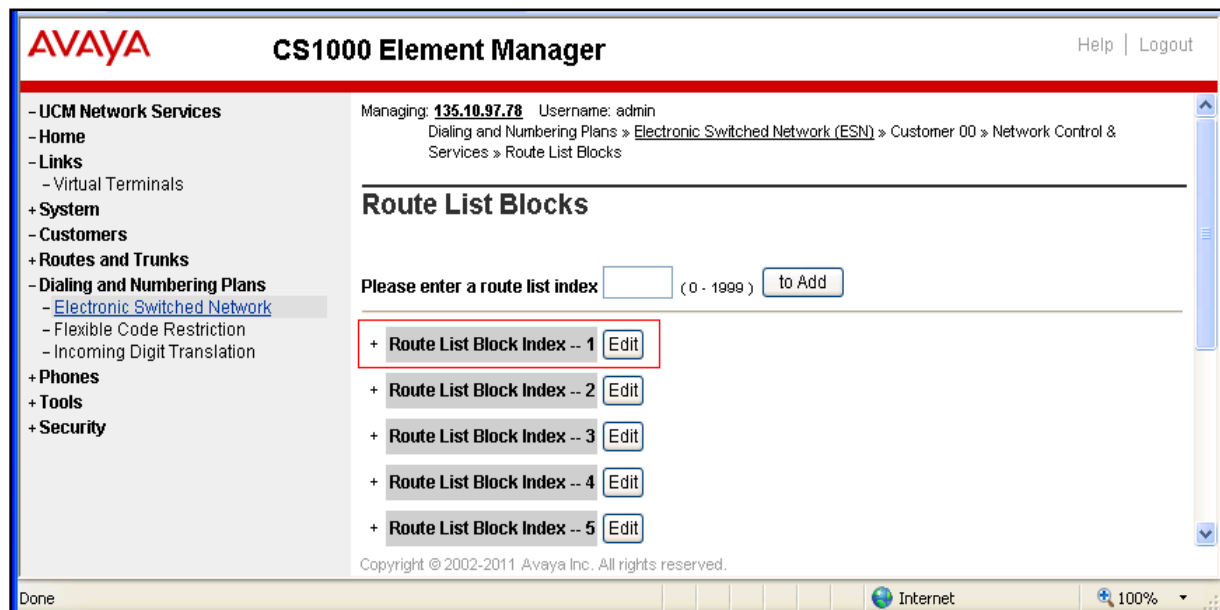 AVAYA
CS1000 Element Manager
Help | Logout
- UCM Network Services
- Home
- Links
- Virtual Terminals
+ System
- Customers
+ Routes and Trunks
- Dialing and Numbering Plans
- Electronic Switched Network
- Flexible Code Restriction
- Incoming Digit Translation
+ Phones
+ Tools
+ Security
Managing: 135.10.97.78 Username: admin
Dialing and Numbering Plans » Electronic Switched Network (ESN) » Customer 00 » Network Control &
Services » Route List Blocks
Route List Blocks
Please enter a route list index ( 0 - 1999 ) to Add
+ Route List Block Index -- 1 Edit
+ Route List Block Index -- 2 Edit
+ Route List Block Index -- 3 Edit
+ Route List Block Index -- 4 Edit
+ Route List Block Index -- 5 Edit
Copyright © 2002-2011 Avaya Inc. All rights reserved.
Done
Internet
100%